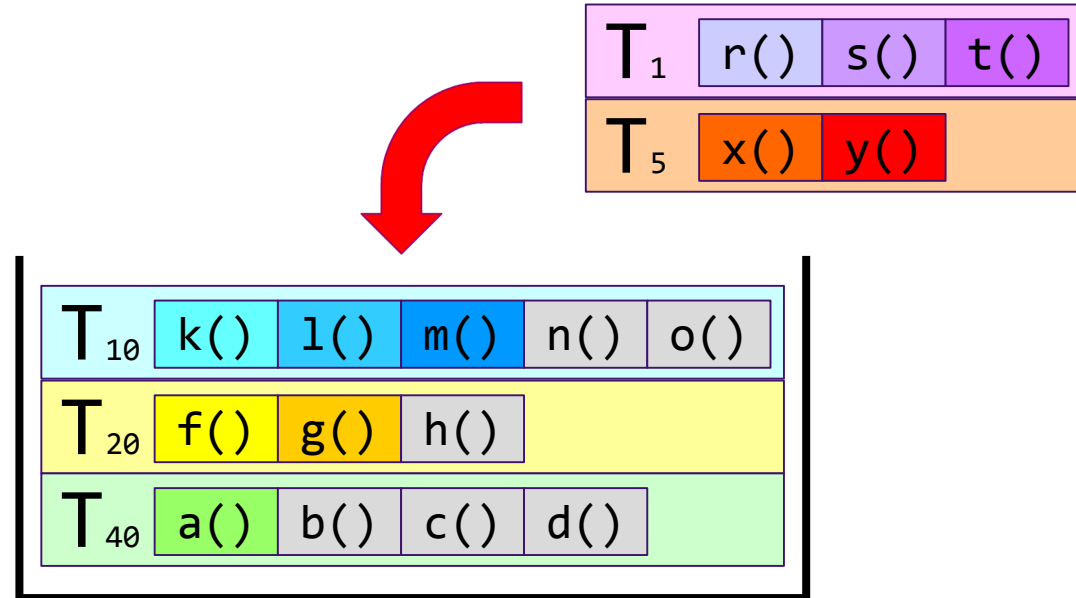 T1 r() s() t()
T5 x() y()
T10 k() l() m() n() o()
T20 f() g() h()
T40 a() b() c() d()